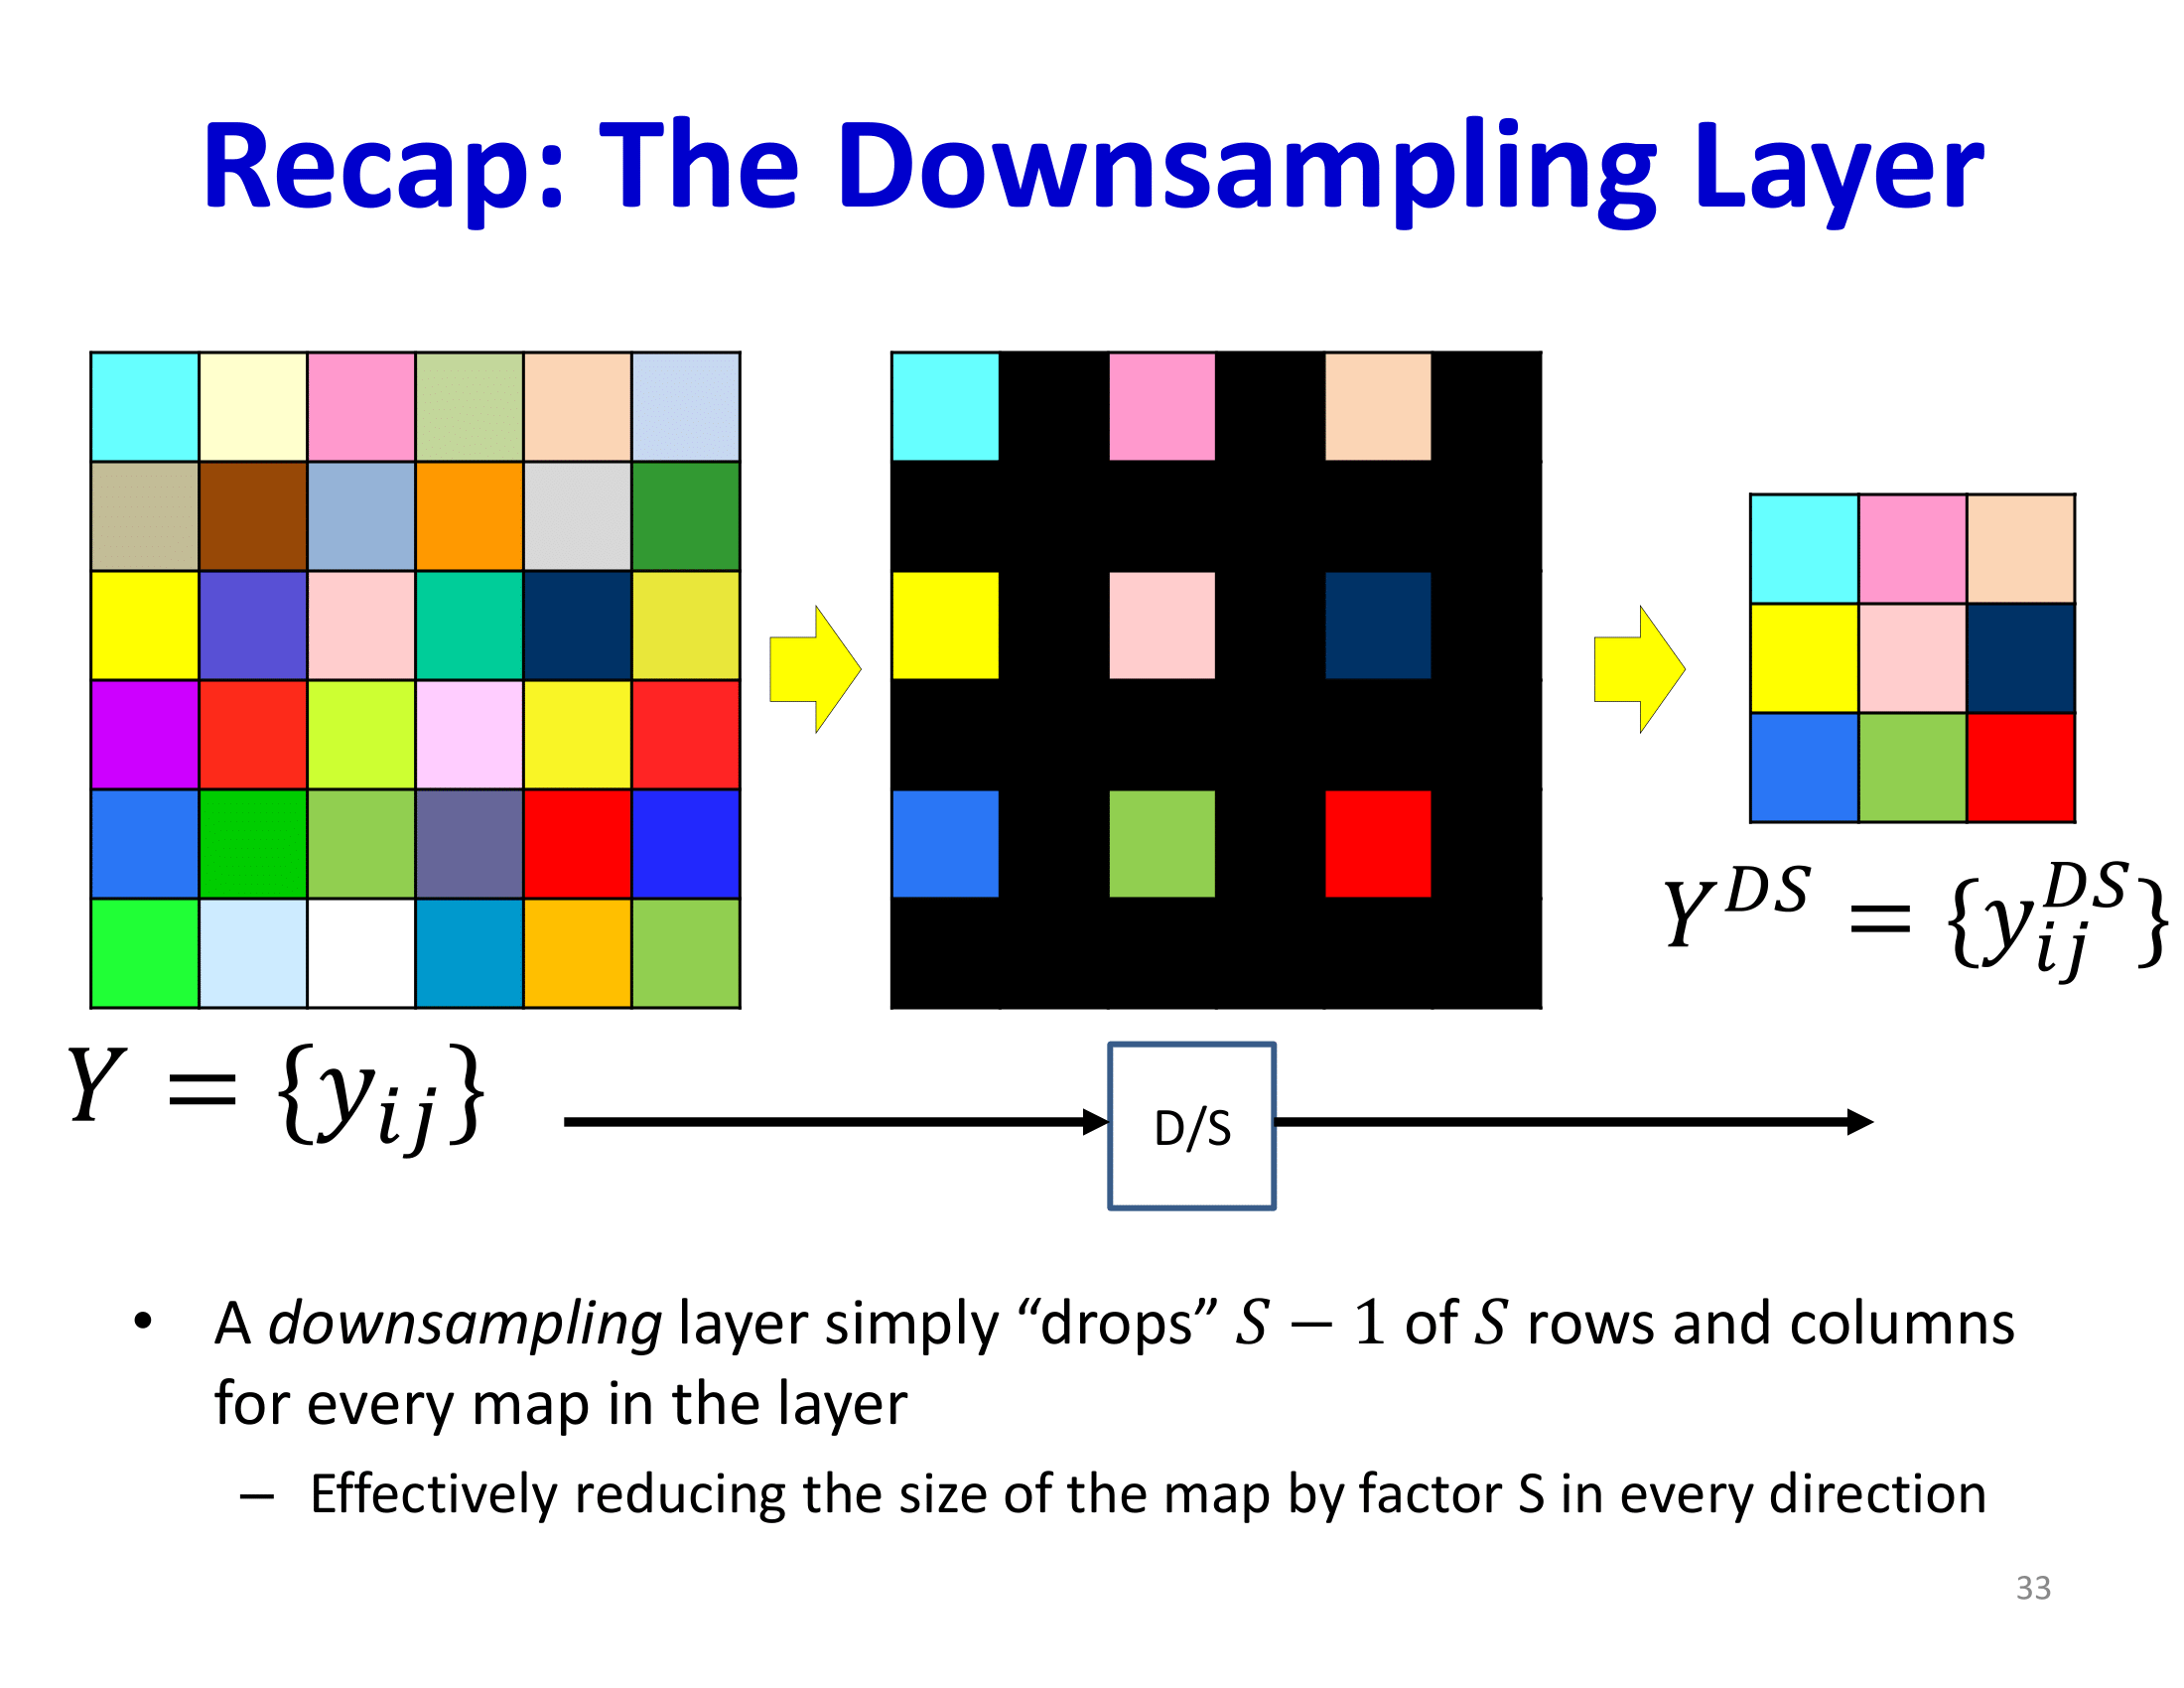 Recap: The Downsampling Layer
Y^{DS} = {y_{ij}^{DS}}
Y = {y_{ij}}
D/S
• A downsampling layer simply “drops” S − 1 of S rows and columns
for every map in the layer
– Effectively reducing the size of the map by factor S in every direction
33